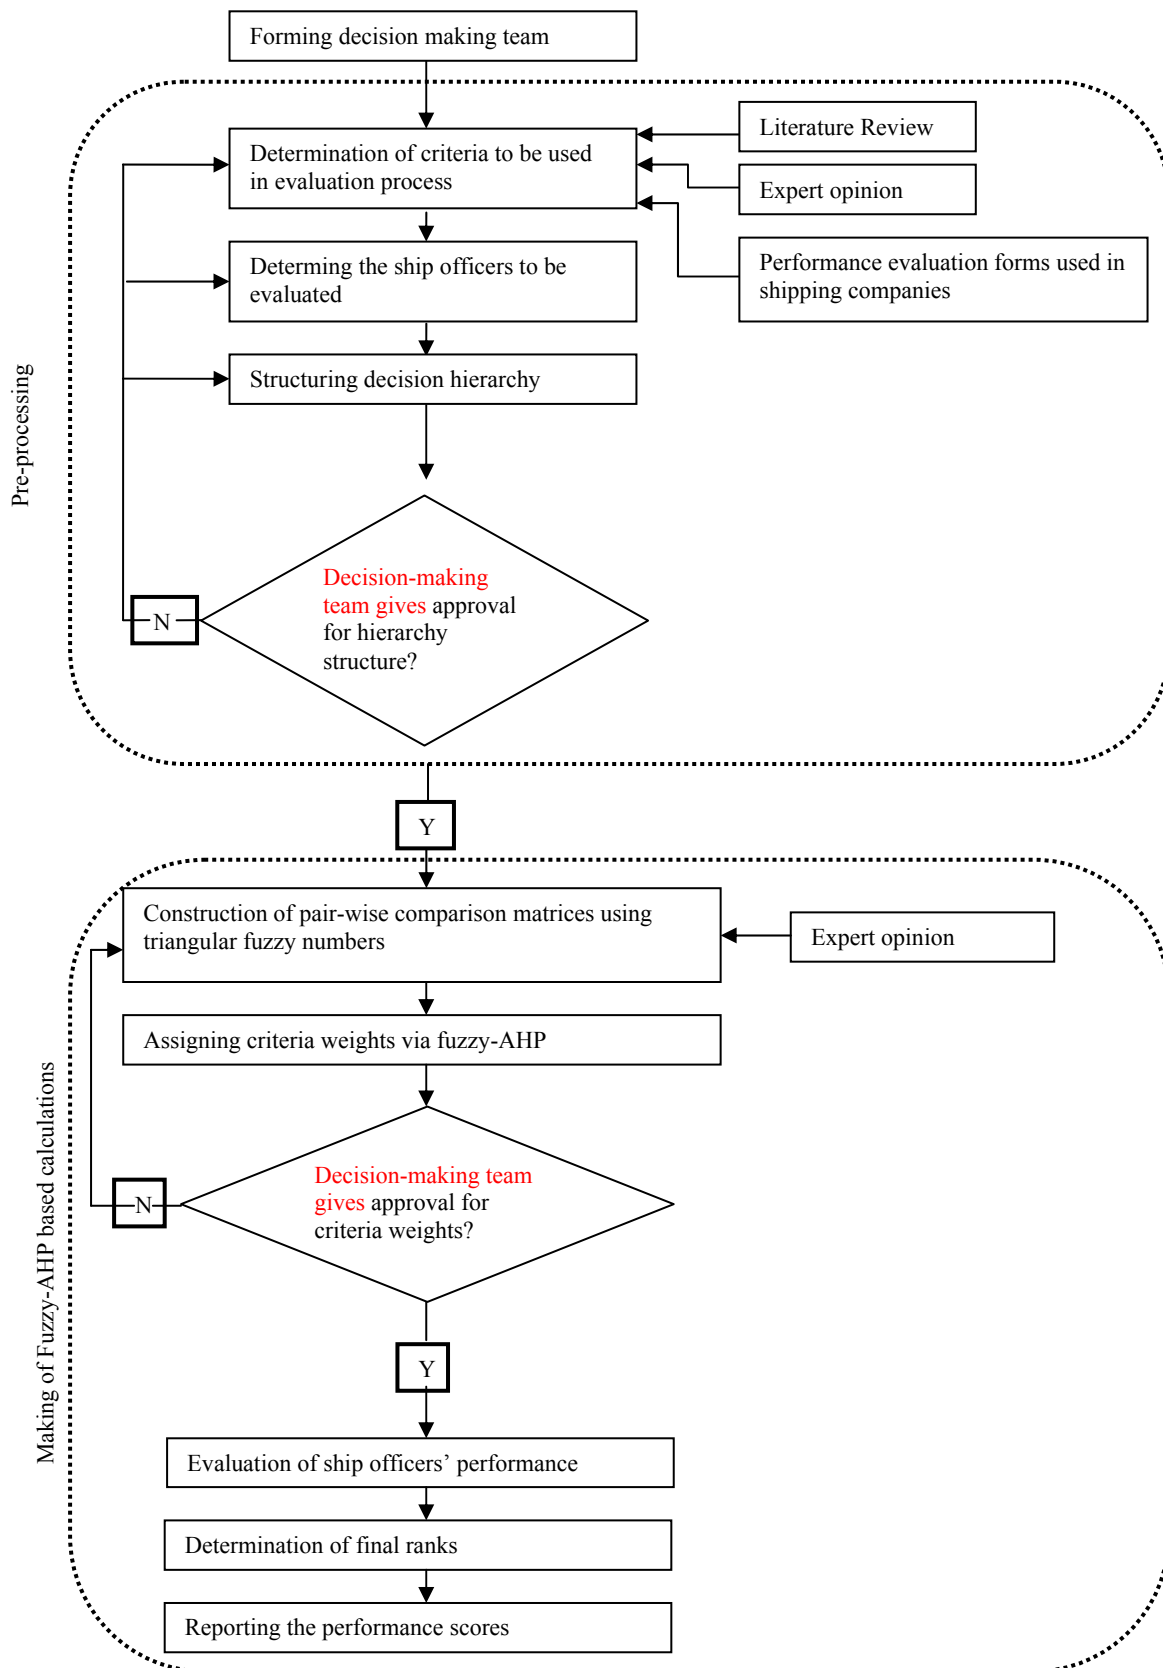 Forming decision making team
Literature Review
Determination of criteria to be used
in evaluation process
Expert opinion
Determing the ship officers to be
evaluated
Performance evaluation forms used in
shipping companies
Structuring decision hierarchy
Pre-processing
Decision-making
team gives approval
for hierarchy
structure?
N
Y
Construction of pair-wise comparison matrices using
triangular fuzzy numbers
Expert opinion
Assigning criteria weights via fuzzy-AHP
Making of Fuzzy-AHP based calculations
Decision-making team
gives approval for
criteria weights?
N
Y
Evaluation of ship officers’ performance
Determination of final ranks
Reporting the performance scores